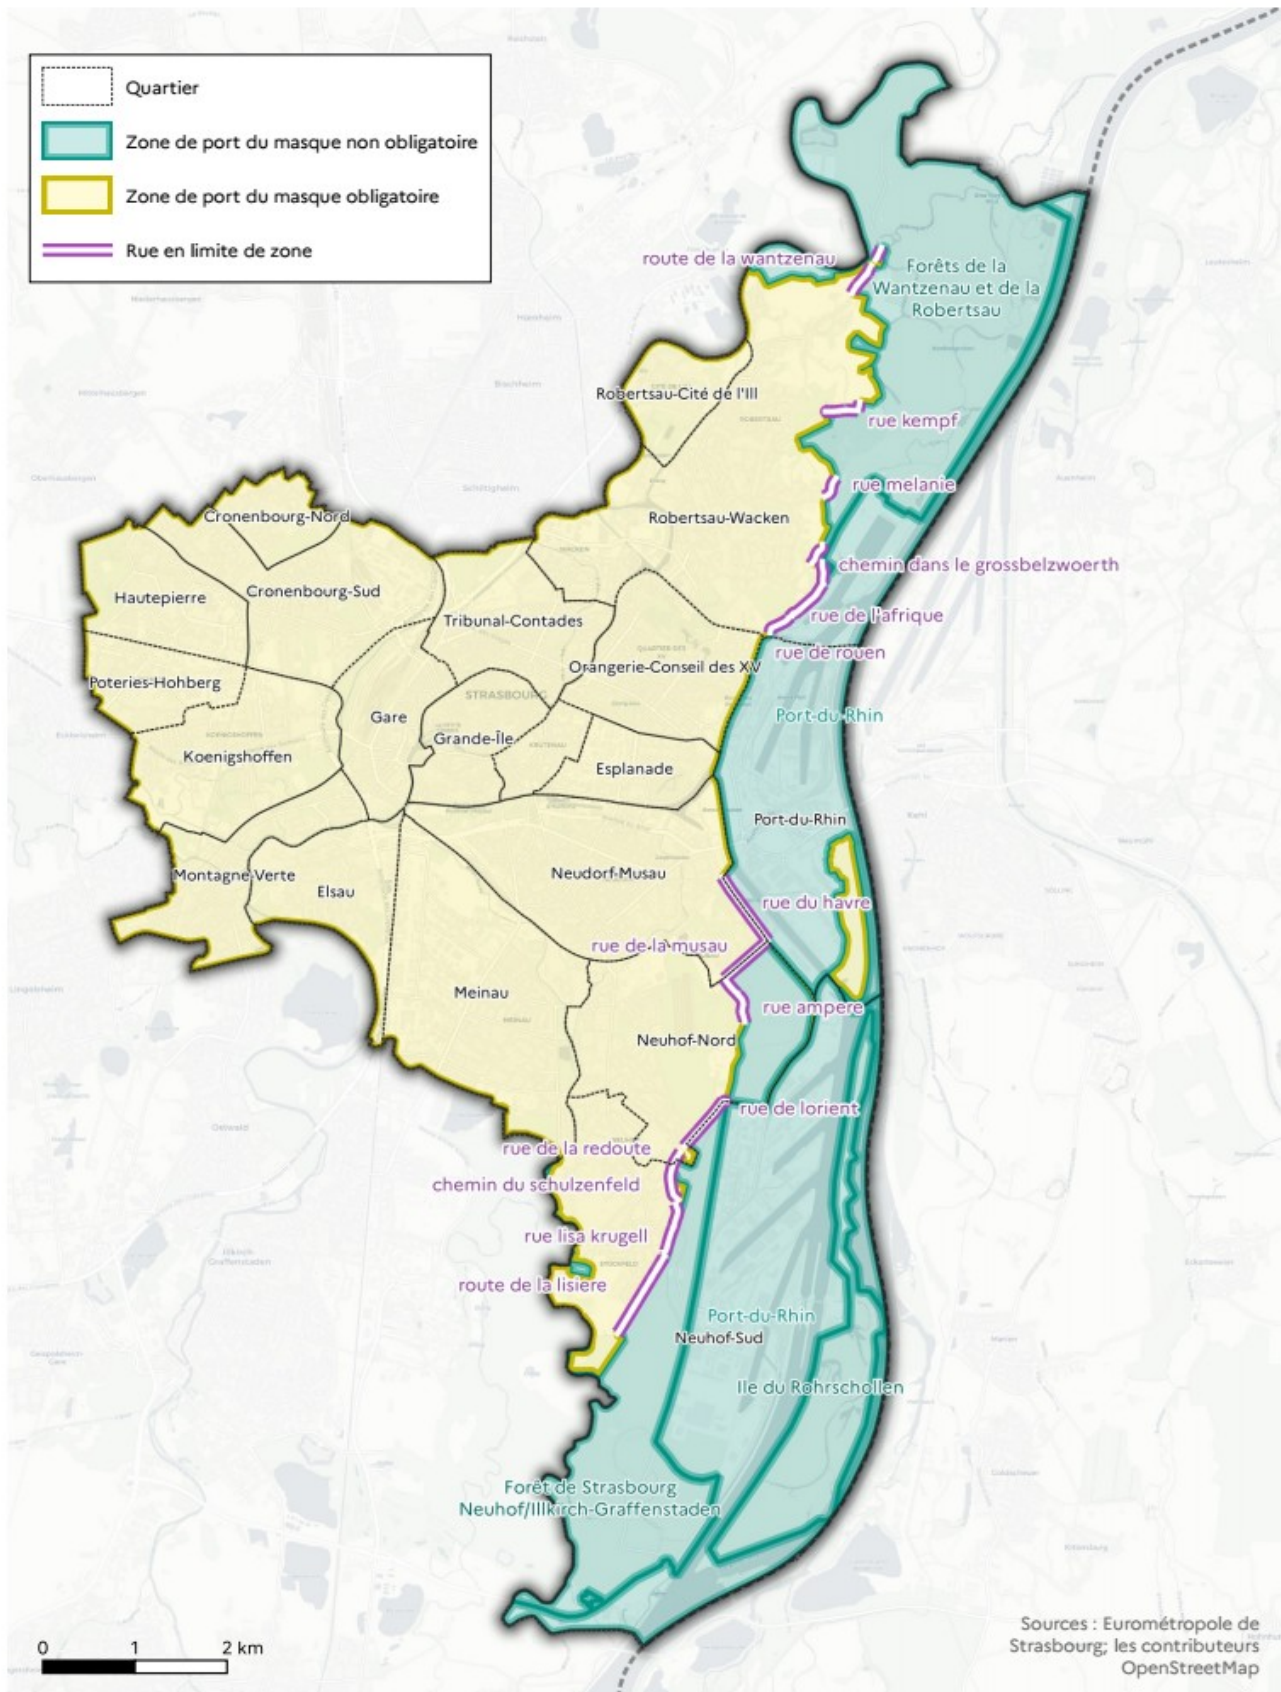 Quartier
Zone de port du masque non obligatoire
Zone de port du masque obligatoire
Rue en limite de zone
route de la wantzenau
Forêts de la
Wantzenau et de la
Robertsau
Robertsau-Cité de l'Ill
rue kempf
rue melanie
Robertsau-Wacken
Cronenbourg-Nord
chemin dans le grossbelzwoerth
Hautepierre
Cronenbourg-Sud
rue de l'afrique
Tribunal-Contades
rue de rouen
Orangerie-Conseil des XV
Poteries-Hohberg
STRASBOURG
Gare
Port-du-Rhin
Grande-Île
Koenigshoffen
Esplanade
Port-du-Rhin
Montagne-Verte
Elsau
Neudorf-Musau
rue du havre
rue de la musau
Meinau
rue ampere
Neuhof-Nord
rue de lorient
rue de la redoute
chemin du schulzenfeld
rue lisa krugell
route de la lisiere
Port-du-Rhin
Neuhof-Sud
Ile du Rohrschollen
Forêt de Strasbourg
Neuhof/Illkirch-Graffenstaden
0 1 2 km
Sources : Eurométropole de
Strasbourg; les contributeurs
OpenStreetMap